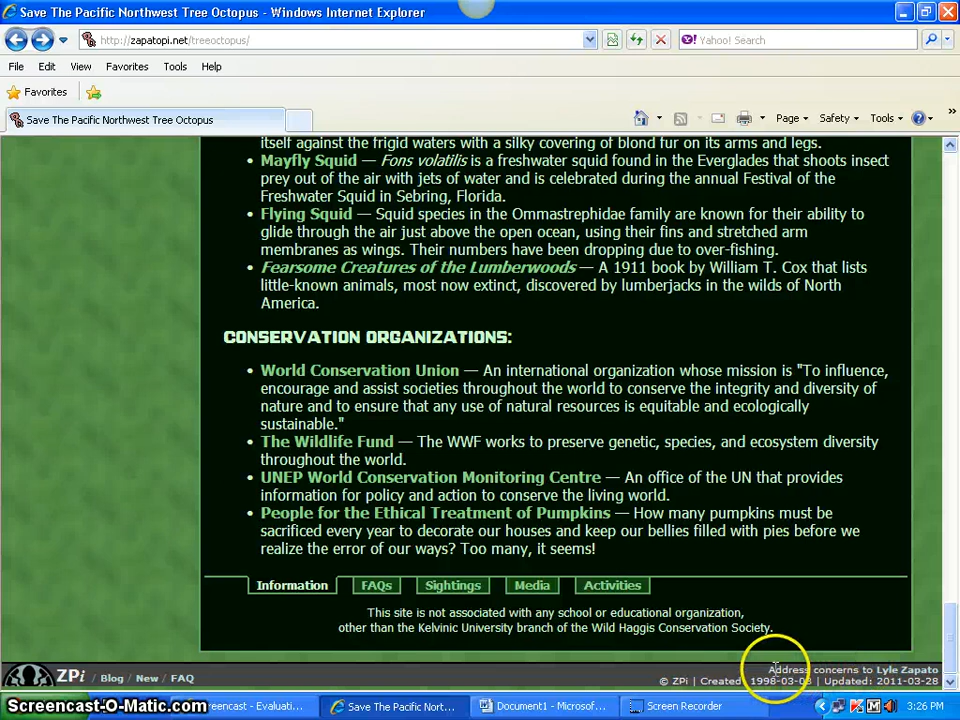 Save The Pacific Northwest Tree Octopus - Windows Internet Explorer
http://zapatopi.net/treeoctopus/
Yahoo! Search
File Edit View Favorites Tools Help
Favorites
Save The Pacific Northwest Tree Octopus
Page Safety Tools
itself against the frigid waters with a silky covering of blond fur on its arms and legs.
• Mayfly Squid — Fons volatilis is a freshwater squid found in the Everglades that shoots insect
prey out of the air with jets of water and is celebrated during the annual Festival of the
Freshwater Squid in Sebring, Florida.
• Flying Squid — Squid species in the Ommastrephidae family are known for their ability to
glide through the air just above the open ocean, using their fins and stretched arm
membranes as wings. Their numbers have been dropping due to over-fishing.
• Fearsome Creatures of the Lumberwoods — A 1911 book by William T. Cox that lists
little-known animals, most now extinct, discovered by lumberjacks in the wilds of North
America.
CONSERVATION ORGANIZATIONS:
• World Conservation Union — An international organization whose mission is "To influence,
encourage and assist societies throughout the world to conserve the integrity and diversity of
nature and to ensure that any use of natural resources is equitable and ecologically
sustainable."
• The Wildlife Fund — The WWF works to preserve genetic, species, and ecosystem diversity
throughout the world.
• UNEP World Conservation Monitoring Centre — An office of the UN that provides
information for policy and action to conserve the living world.
• People for the Ethical Treatment of Pumpkins — How many pumpkins must be
sacrificed every year to decorate our houses and keep our bellies filled with pies before we
realize the error of our ways? Too many, it seems!
Information FAQs Sightings Media Activities
This site is not associated with any school or educational organization,
other than the Kelvinic University branch of the Wild Haggis Conservation Society.
ZPi / Blog / New / FAQ
Address concerns to Lyle Zapato
© ZPi | Created: 1998-03-03 | Updated: 2011-03-28
Screencast-O-Matic.com
screencast - Evaluati... Save The Pacific Nort... Document1 - Microsof... Screen Recorder 3:26 PM